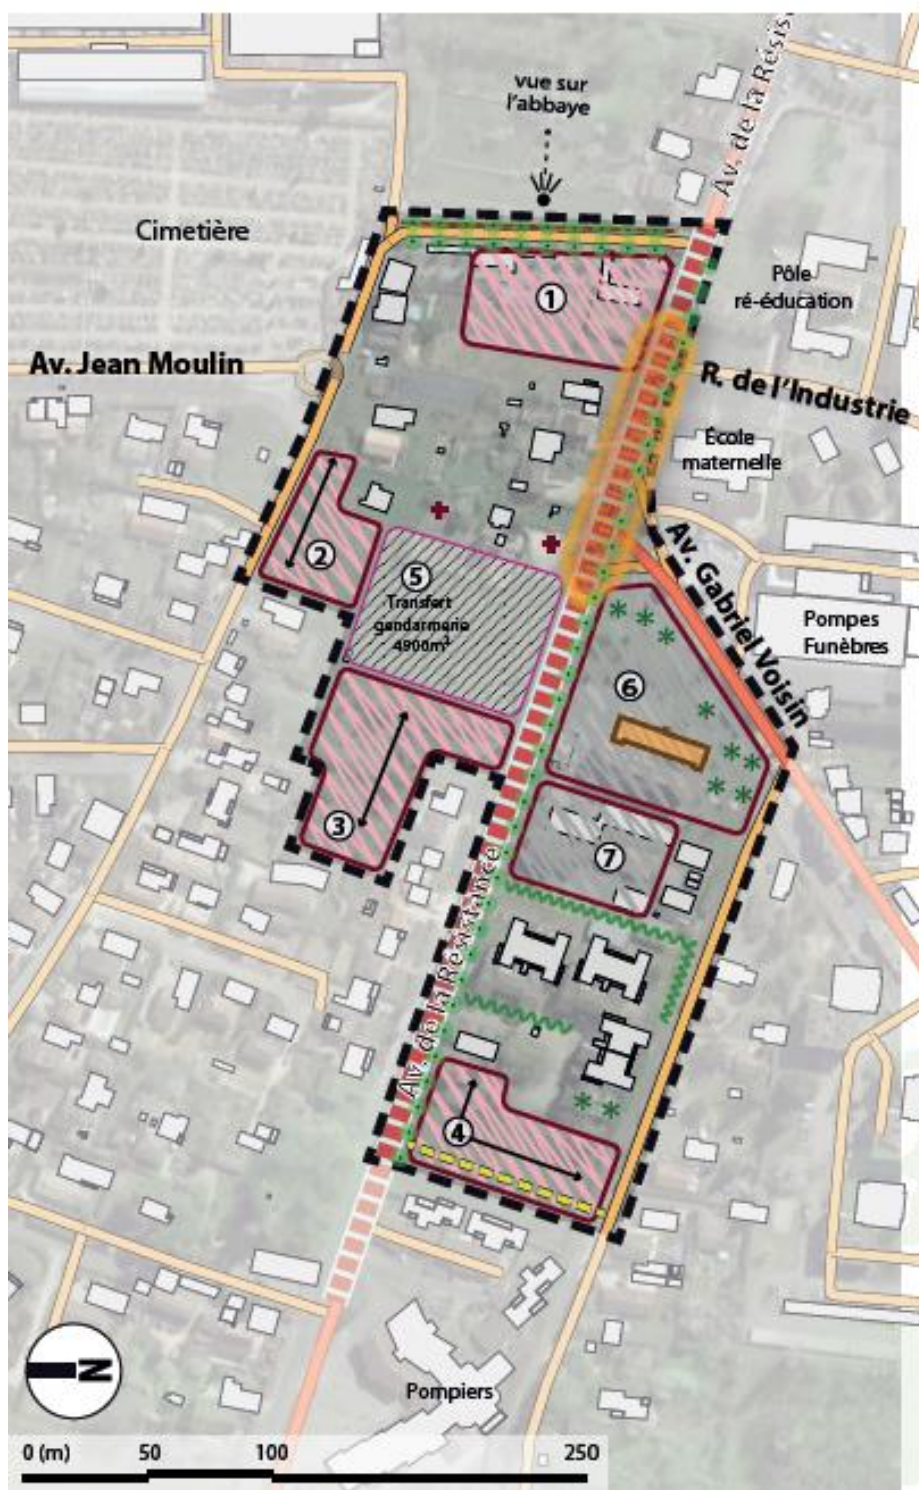 Av. de la Résis
vue sur
l'abbaye
Cimetière
Pôle
ré-éducation
①
Av. Jean Moulin
R. de l'Industrie
École
maternelle
P
②
⑤
Transfert
gendarmerie
4900m²
Av. Gabriel Voisin
Pompes
Funèbres
⑥
③
⑦
Av. de la Résistance
④
N
Pompiers
0 (m) 50 100 250